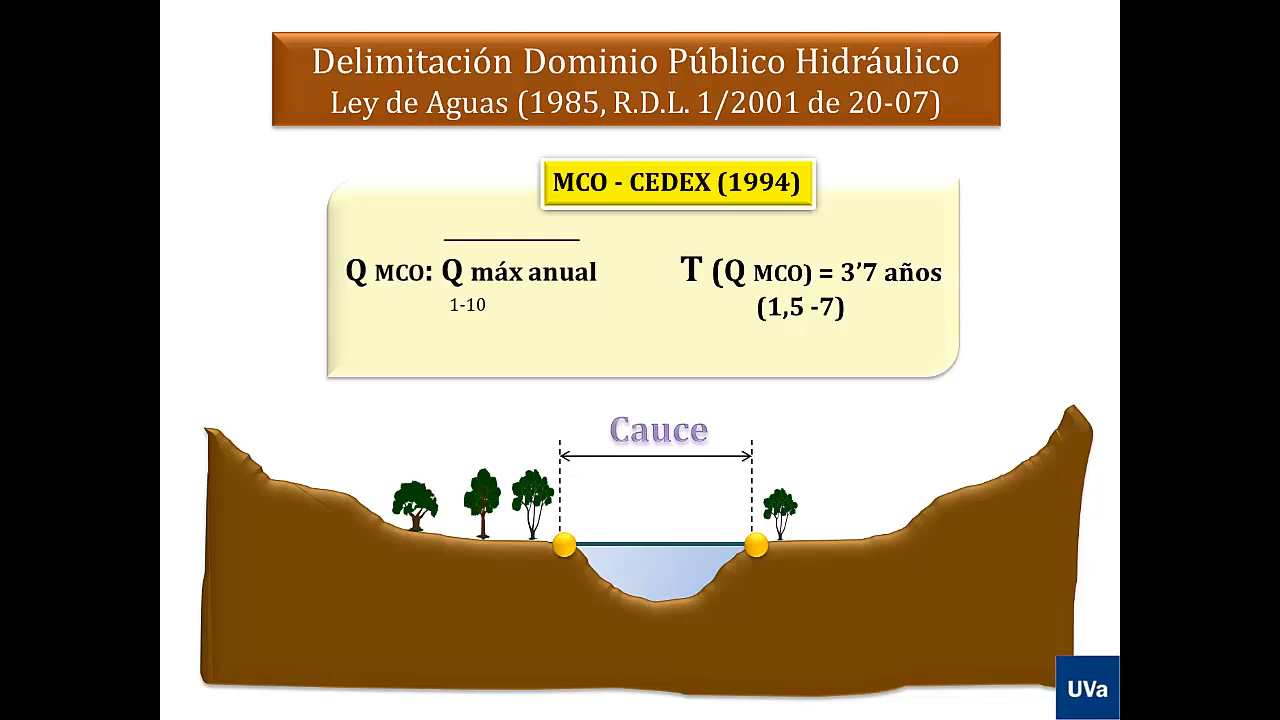 Delimitación Dominio Público Hidráulico
Ley de Aguas (1985, R.D.L. 1/2001 de 20-07)
MCO - CEDEX (1994)
Q MCO: Q máx anual
1-10
T (Q MCO) = 3’7 años
(1,5 -7)
Cauce
UVa